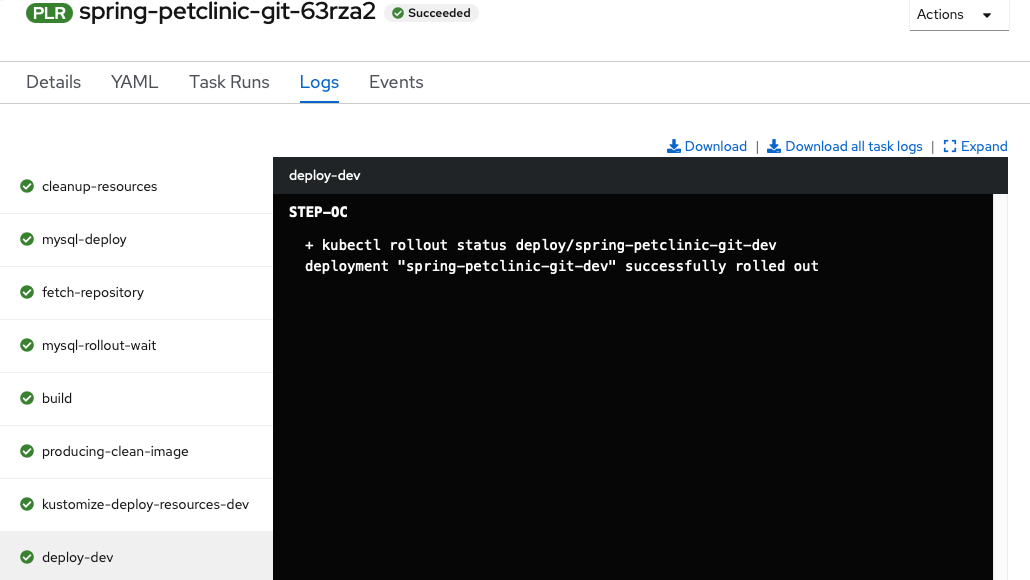 PLR spring-petclinic-git-63rza2 Succeeded
Actions
Details YAML Task Runs Logs Events
Download | Download all task logs | Expand
cleanup-resources
mysql-deploy
fetch-repository
mysql-rollout-wait
build
producing-clean-image
kustomize-deploy-resources-dev
deploy-dev
deploy-dev
STEP-OC
+ kubectl rollout status deploy/spring-petclinic-git-dev
deployment "spring-petclinic-git-dev" successfully rolled out